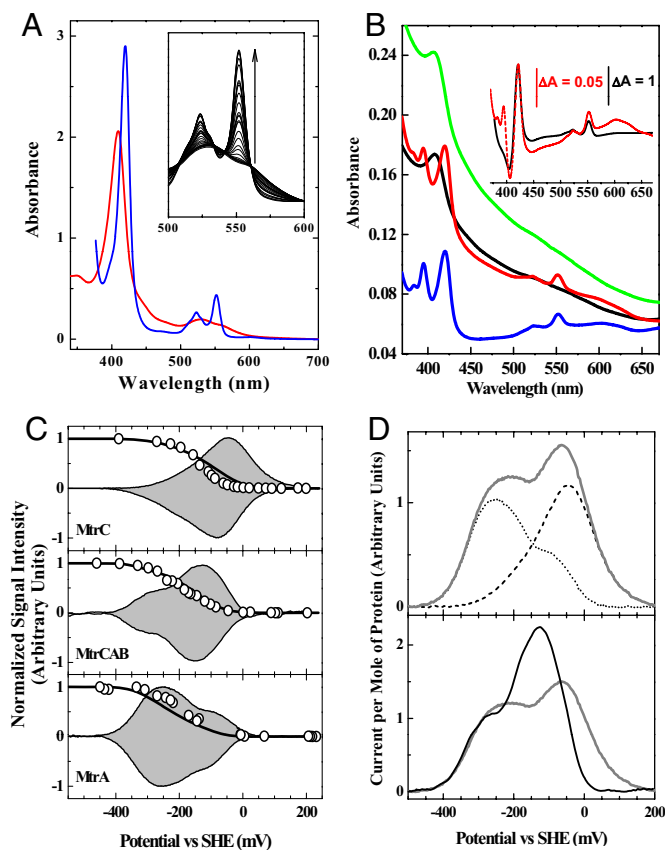 A
3
2
1
0
Absorbance
400
500
600
700
Wavelength (nm)
500
550
600
B
0.24
0.20
0.16
0.12
0.08
0.04
Absorbance
400
450
500
550
600
650
Wavelength (nm)
ΔA = 0.05
ΔA = 1
400
450
500
550
600
C
Normalized Signal Intensity
(Arbitrary Units)
1
0
-1
MtrC
1
0
-1
MtrCAB
1
0
-1
MtrA
-400
-200
0
200
Potential vs SHE (mV)
D
Current per Mole of Protein (Arbitrary Units)
1
0
2
1
0
-400
-200
0
200
Potential vs SHE (mV)